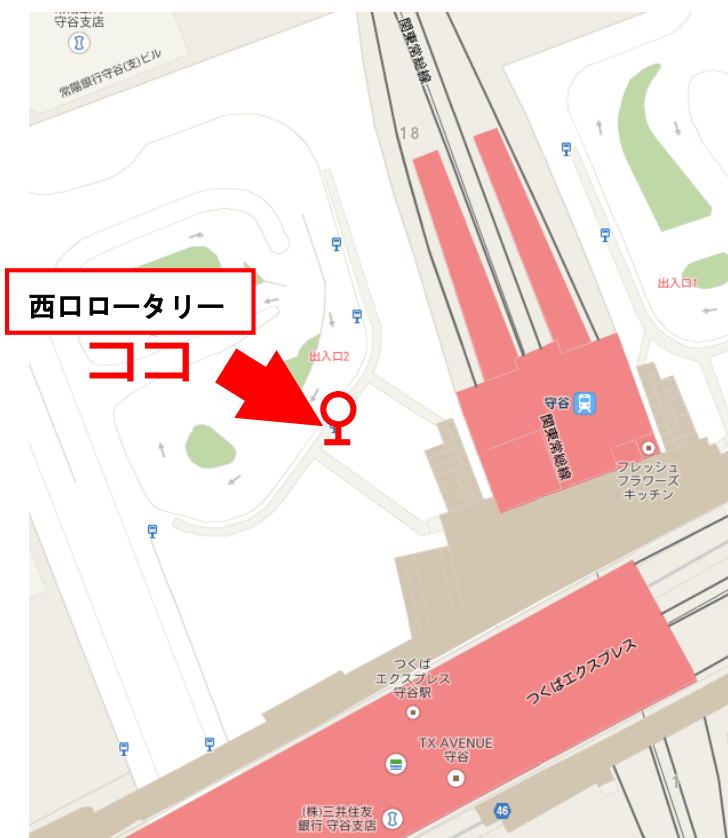 守谷支店
常陽銀行守谷(支)ビル
関東常総線
18
出入口1
西口ロータリー
ココ
出入口2
守谷
関東常総線
フレッシュ
フラワーズ
キッチン
つくば
エクスプレス
守谷駅
つくばエクスプレス
TX AVENUE
守谷
(株)三井住友
銀行 守谷支店
46
1